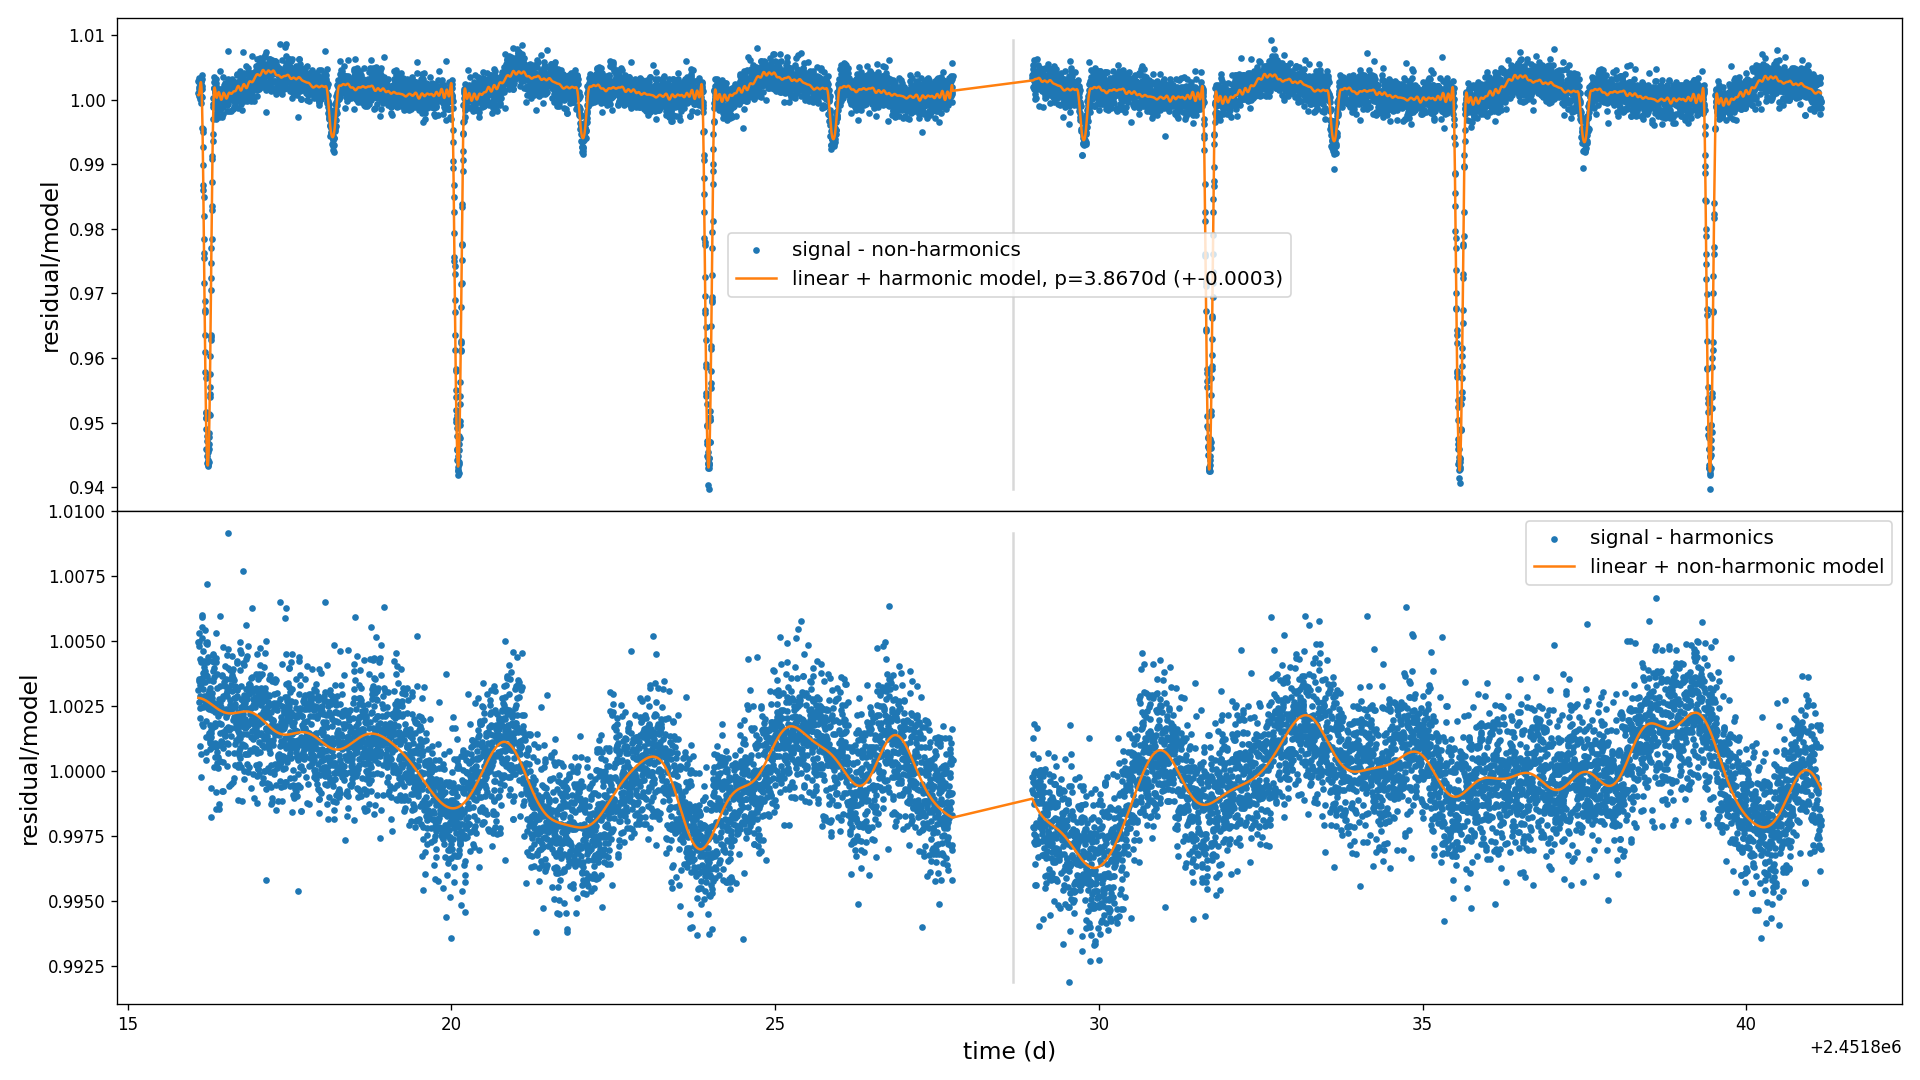 1.01
1.00
0.99
0.98
0.97
0.96
0.95
0.94
residual/model
signal - non-harmonics
linear + harmonic model, p=3.8670d (+-0.0003)
1.0100
1.0075
1.0050
1.0025
1.0000
0.9975
0.9950
0.9925
residual/model
signal - harmonics
linear + non-harmonic model
15 20 25 30 35 40
time (d)
+2.4518e6